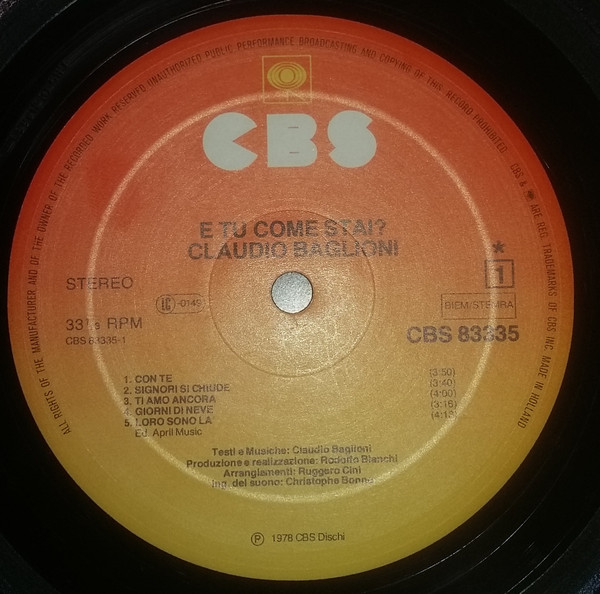 ALL RIGHTS OF THE MANUFACTURER AND OF THE OWNER OF THE RECORDED WORK RESERVED UNAUTHORIZED PUBLIC PERFORMANCE BROADCASTING AND COPYING OF THIS RECORD PROHIBITED. CBS & ARE REG. TRADE-MARKS OF CBS INC. MADE IN HOLLAND
CBS
E TU COME STAI?
CLAUDIO BAGLIONI
STEREO
LC-0149
* 1
BIEM/STEMRA
33⅓ RPM
CBS 83335
CBS 83335-1
1. CON TE (3:50)
2. SIGNORI SI CHIUDE (3:40)
3. TI AMO ANCORA (4:00)
4. GIORNI DI NEVE
5. LORO SONO LA'
Ed. April Music
Testi e Musiche: Claudio Baglioni
Produzione e realizzazione: Rodolfo Bianchi
Arrangiamenti: Ruggero Cini
Ing. del suono: Christophe
Ⓟ 1978 CBS Dischi